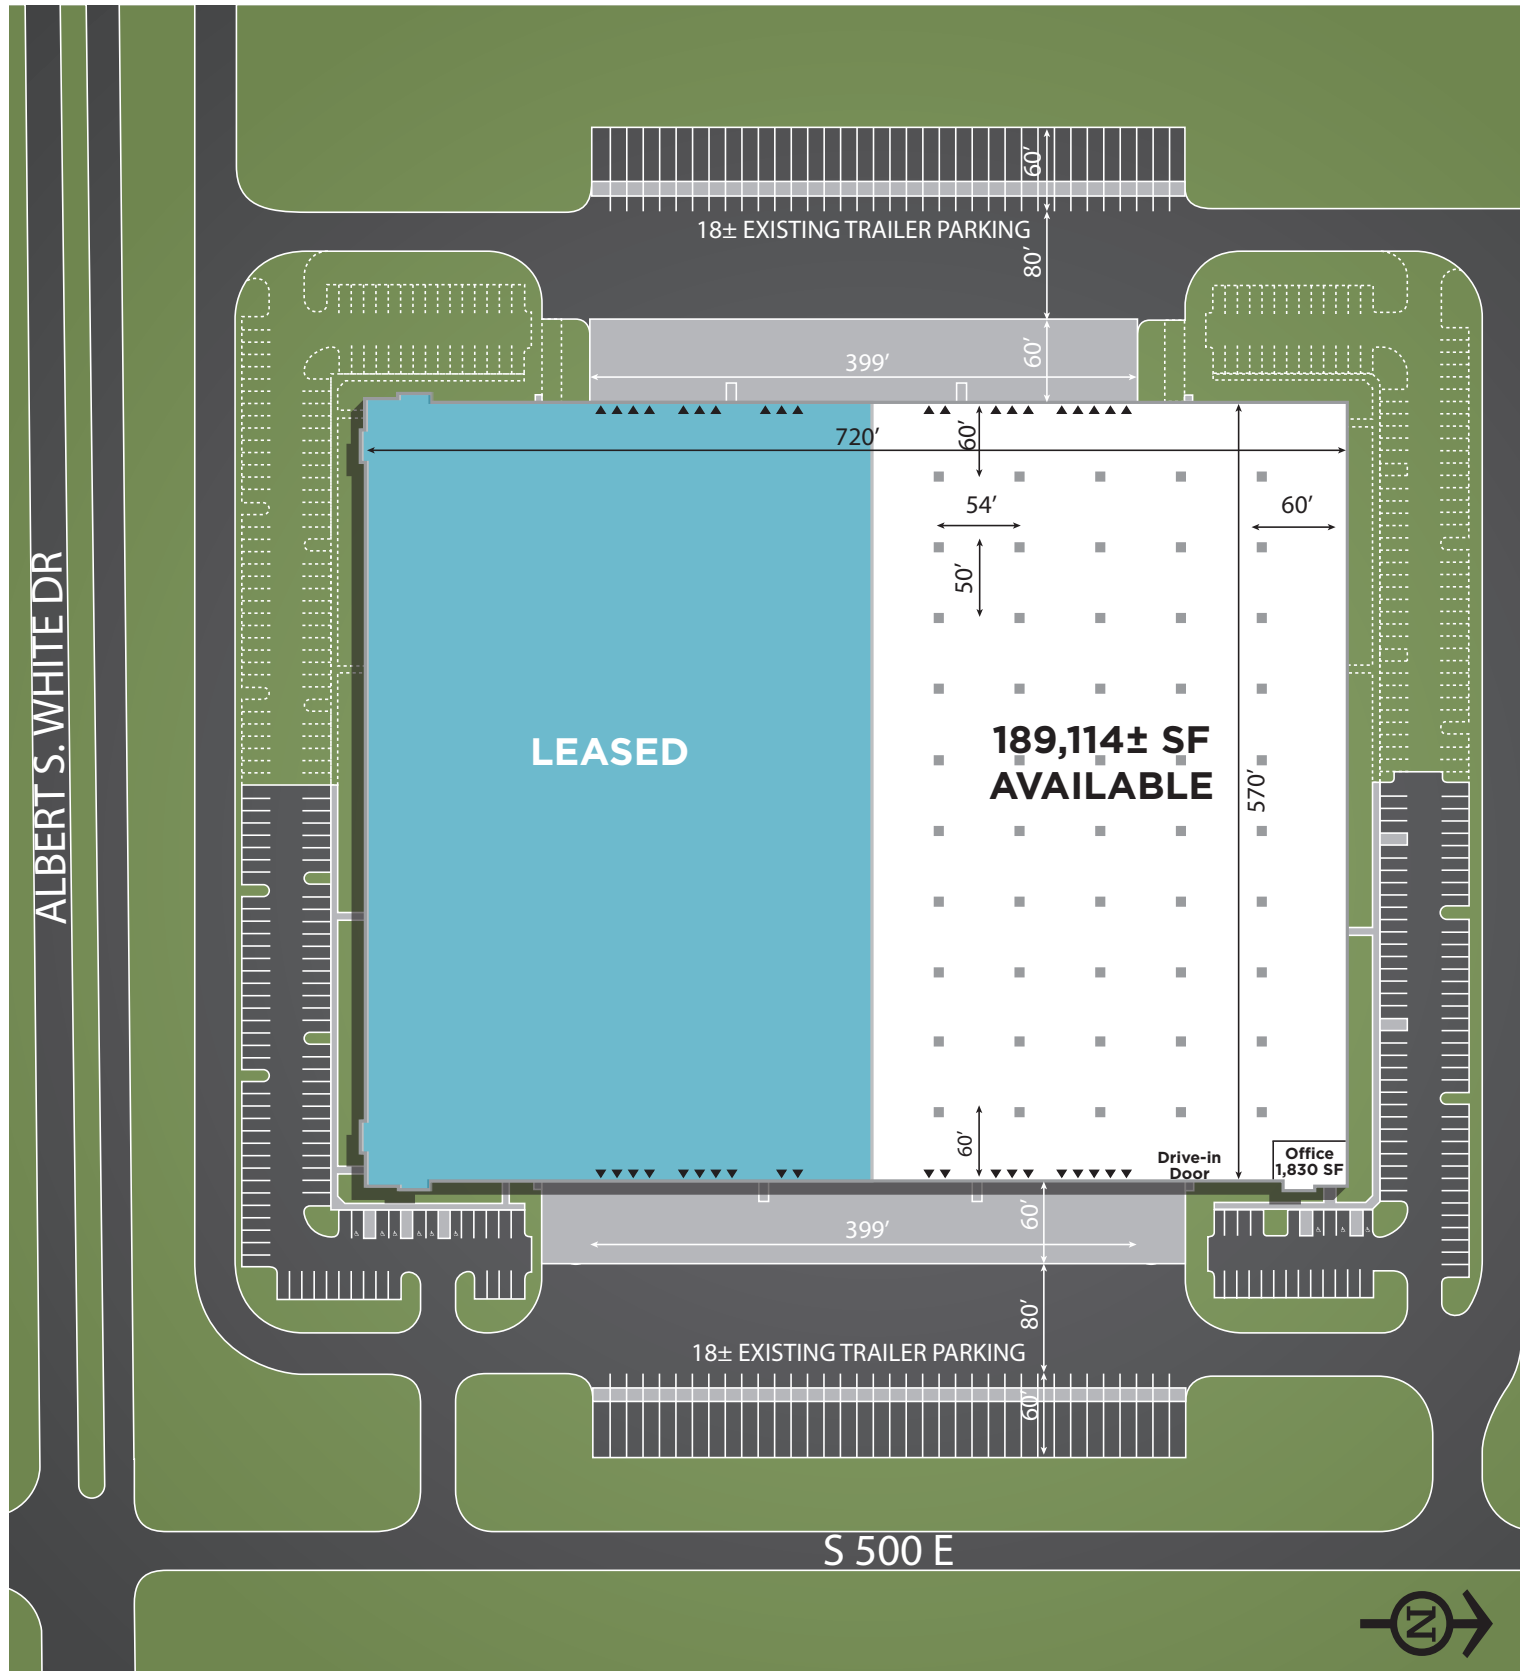 60’
18± EXISTING TRAILER PARKING
80’
60’
399’
720’
60’
54’
60’
50’
ALBERT S. WHITE DR
LEASED
189,114± SF
AVAILABLE
570’
60’
Drive-in
Door
Office
1,830 SF
60’
399’
80’
18± EXISTING TRAILER PARKING
60’
S 500 E
N